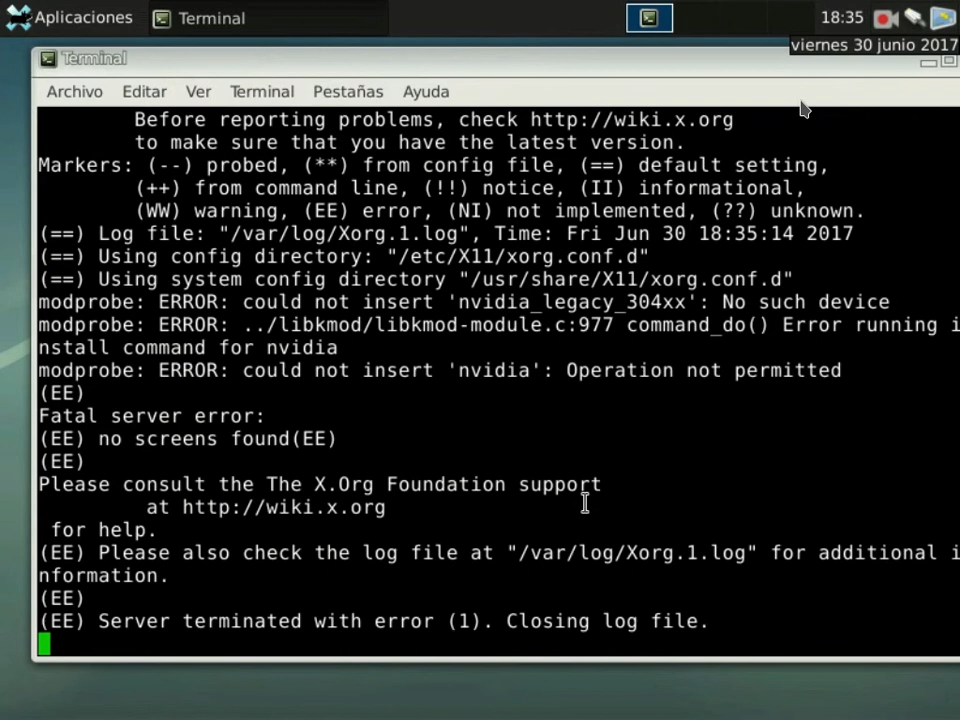 Aplicaciones
Terminal
18:35
viernes 30 junio 2017
Terminal
Archivo Editar Ver Terminal Pestañas Ayuda
Before reporting problems, check http://wiki.x.org
to make sure that you have the latest version.
Markers: (--) probed, (**) from config file, (==) default setting,
(++) from command line, (!!) notice, (II) informational,
(WW) warning, (EE) error, (NI) not implemented, (??) unknown.
(==) Log file: "/var/log/Xorg.1.log", Time: Fri Jun 30 18:35:14 2017
(==) Using config directory: "/etc/X11/xorg.conf.d"
(==) Using system config directory "/usr/share/X11/xorg.conf.d"
modprobe: ERROR: could not insert 'nvidia_legacy_304xx': No such device
modprobe: ERROR: ../libkmod/libkmod-module.c:977 command_do() Error running i
nstall command for nvidia
modprobe: ERROR: could not insert 'nvidia': Operation not permitted
(EE)
Fatal server error:
(EE) no screens found(EE)
(EE)
Please consult the The X.Org Foundation support
at http://wiki.x.org
for help.
(EE) Please also check the log file at "/var/log/Xorg.1.log" for additional i
nformation.
(EE)
(EE) Server terminated with error (1). Closing log file.